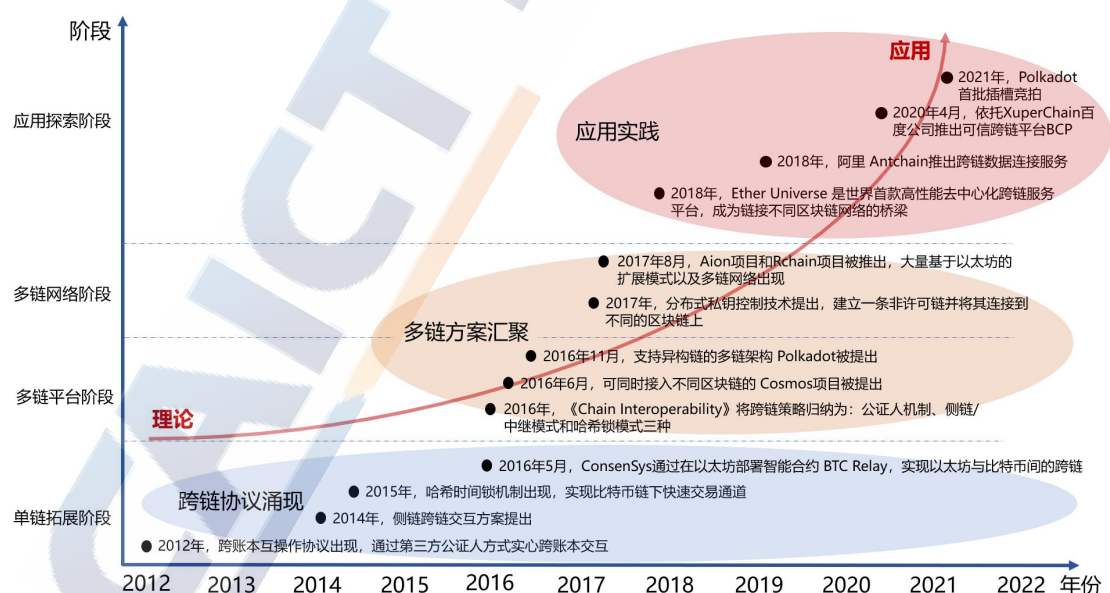 阶段
应用
2021年，Polkadot
首批插槽竞拍
应用探索阶段
2020年4月，依托XuperChain百
度公司推出可信跨链平台BCP
应用实践
2018年，阿里 Antchain推出跨链数据连接服务
2018年，Ether Universe 是世界首款高性能去中心化跨链服务
平台，成为链接不同区块链网络的桥梁
2017年8月，Aion项目和Rchain项目被推出，大量基于以太坊的
扩展模式以及多链网络出现
多链网络阶段
2017年，分布式私钥控制技术提出，建立一条非许可链并将其连接到
不同的区块链上
多链方案汇聚
2016年11月，支持异构链的多链架构 Polkadot被提出
2016年6月，可同时接入不同区块链的 Cosmos项目被提出
多链平台阶段
2016年，《Chain Interoperability》将跨链策略归纳为：公证人机制、侧链/
中继模式和哈希锁模式三种
理论
2016年5月，ConsenSys通过在以太坊部署智能合约 BTC Relay，实现以太坊与比特币间的跨链
2015年，哈希时间锁机制出现，实现比特币链下快速交易通道
跨链协议涌现
2014年，侧链跨链交互方案提出
单链拓展阶段
2012年，跨账本互操作协议出现，通过第三方公证人方式实心跨账本交互
2012 2013 2014 2015 2016 2017 2018 2019 2020 2021 2022 年份
CAICT